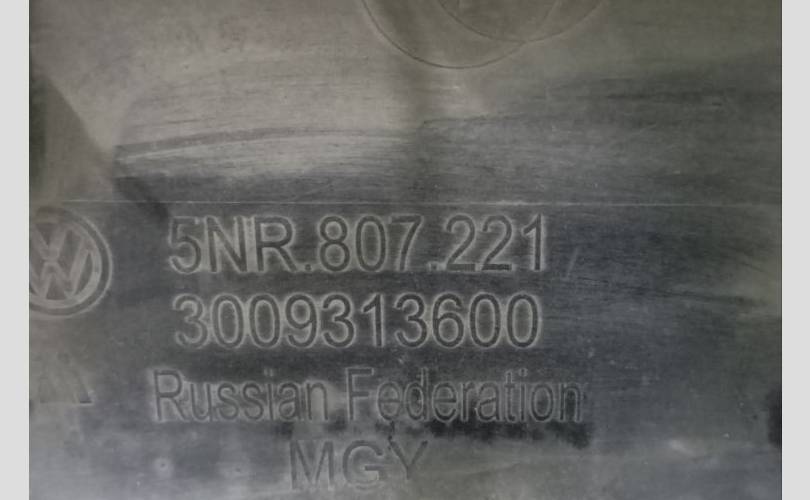 5NR.807.221
3009313600
Russian Federation
MGY